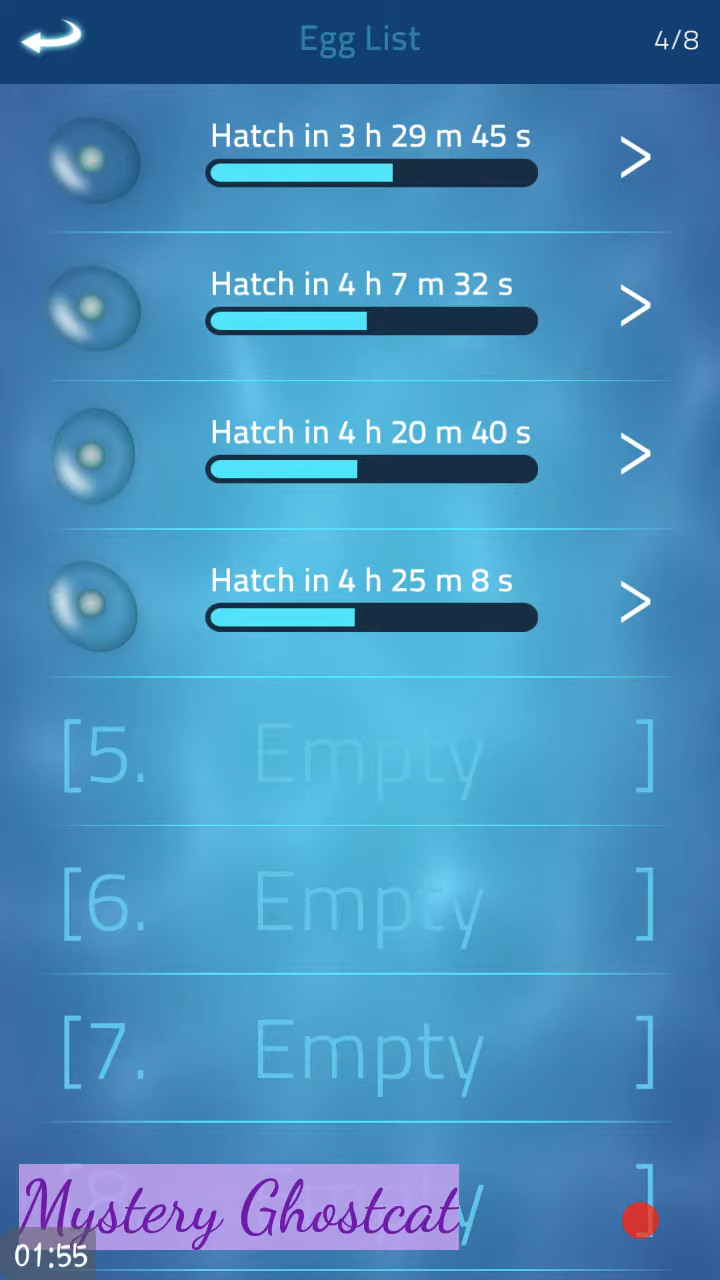 Egg List
4/8
Hatch in 3 h 29 m 45 s
>
Hatch in 4 h 7 m 32 s
>
Hatch in 4 h 20 m 40 s
>
Hatch in 4 h 25 m 8 s
>
[5. Empty ]
[6. Empty ]
[7. Empty ]
Mystery Ghostcat
01:55